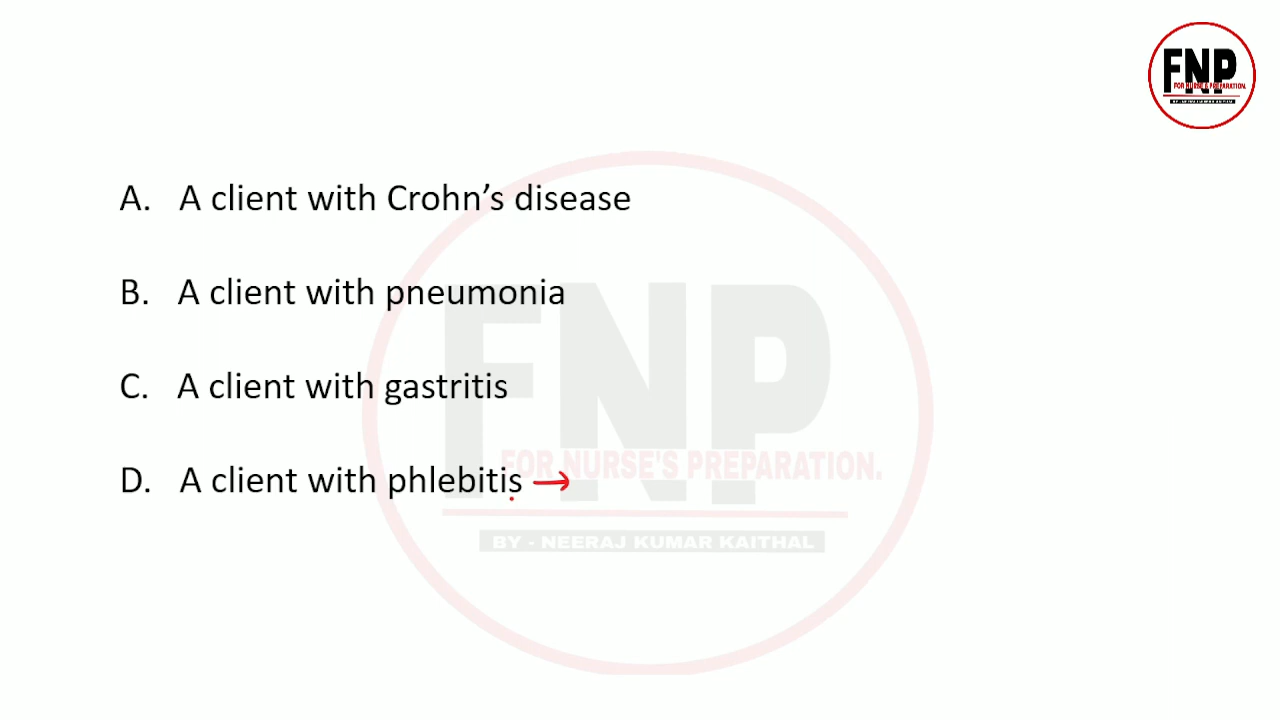 FNP
FOR NURSE'S PREPARATION.
A. A client with Crohn’s disease
B. A client with pneumonia
C. A client with gastritis
D. A client with phlebitis →
FNP
FOR NURSE'S PREPARATION.
BY - NEERAJ KUMAR KAITHAL